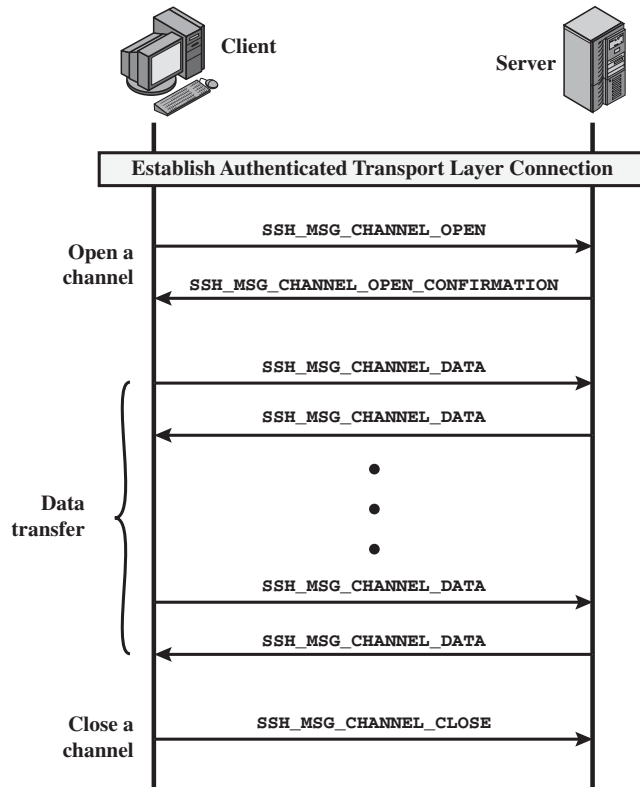 Client
Server
Establish Authenticated Transport Layer Connection
SSH_MSG_CHANNEL_OPEN
Open a
channel
SSH_MSG_CHANNEL_OPEN_CONFIRMATION
SSH_MSG_CHANNEL_DATA
SSH_MSG_CHANNEL_DATA
Data
transfer
SSH_MSG_CHANNEL_DATA
SSH_MSG_CHANNEL_DATA
Close a
channel
SSH_MSG_CHANNEL_CLOSE